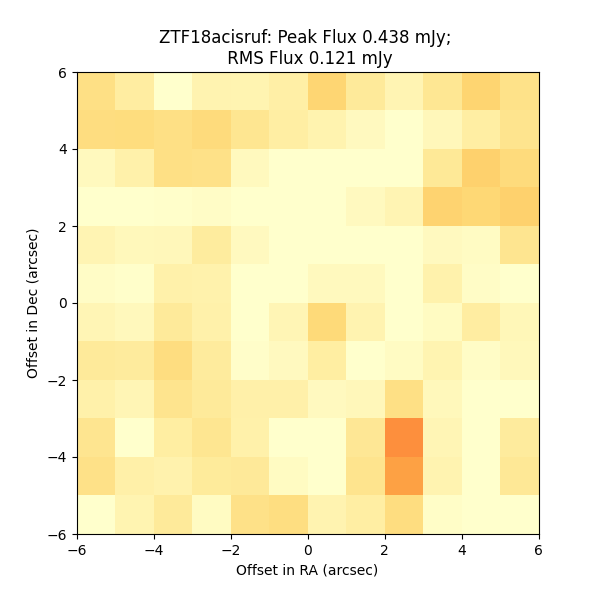 ZTF18acisruf: Peak Flux 0.438 mJy;
RMS Flux 0.121 mJy
6
4
2
0
−2
−4
−6
Offset in Dec (arcsec)
−6 −4 −2 0 2 4 6
Offset in RA (arcsec)